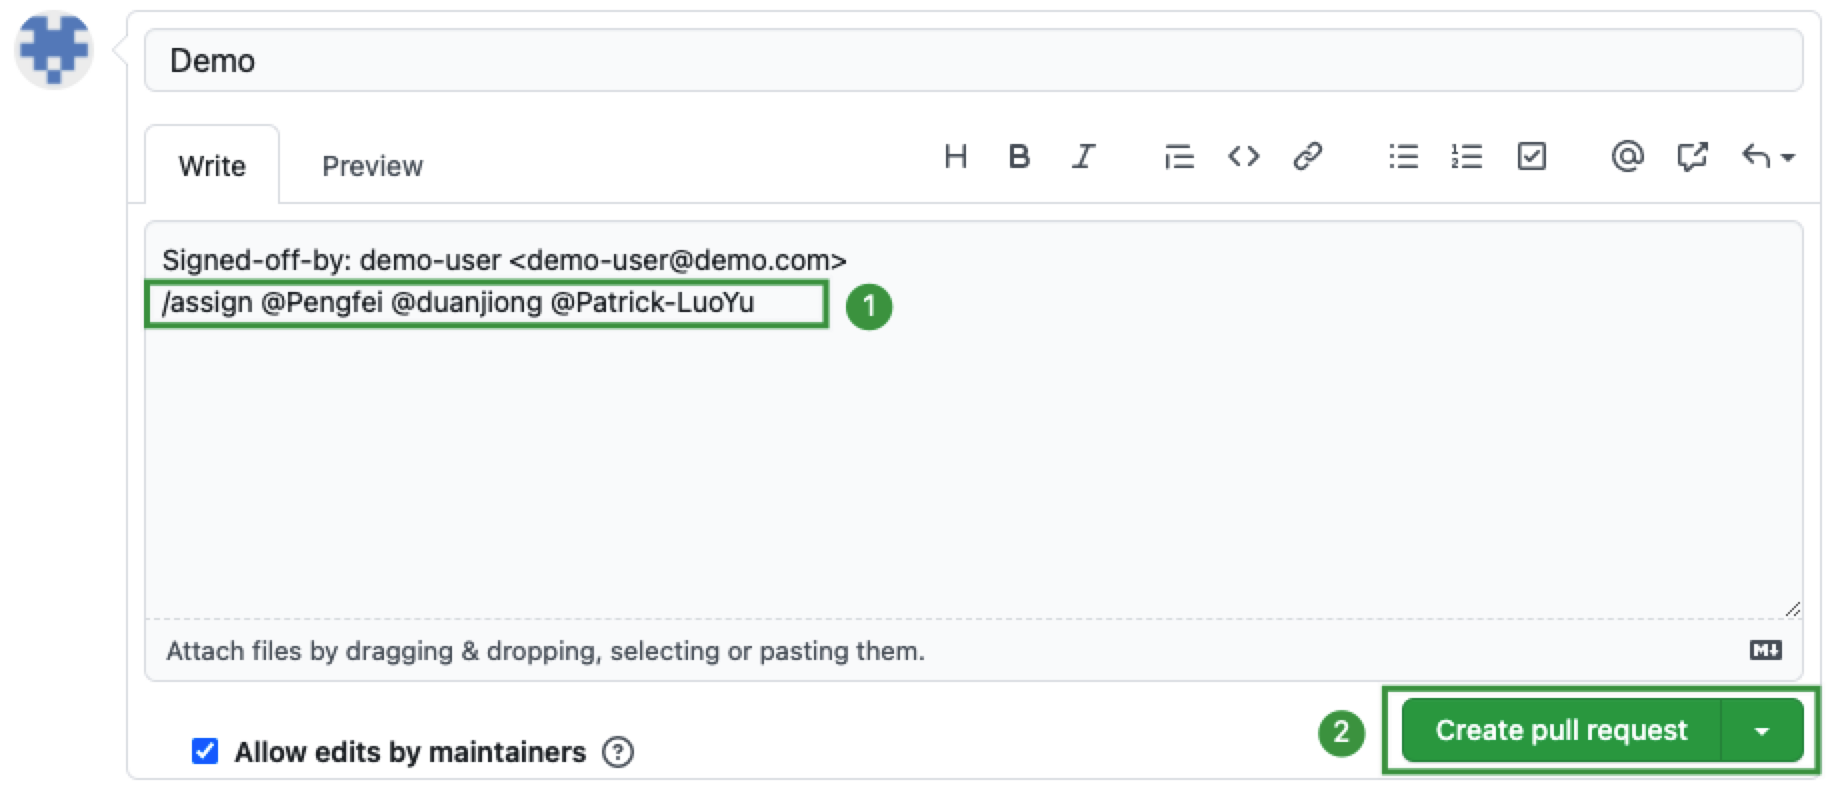 Demo
Write Preview
Signed-off-by: demo-user <demo-user@demo.com>
/assign @Pengfei @duanjiong @Patrick-LuoYu
1
Attach files by dragging & dropping, selecting or pasting them.
Allow edits by maintainers
2
Create pull request